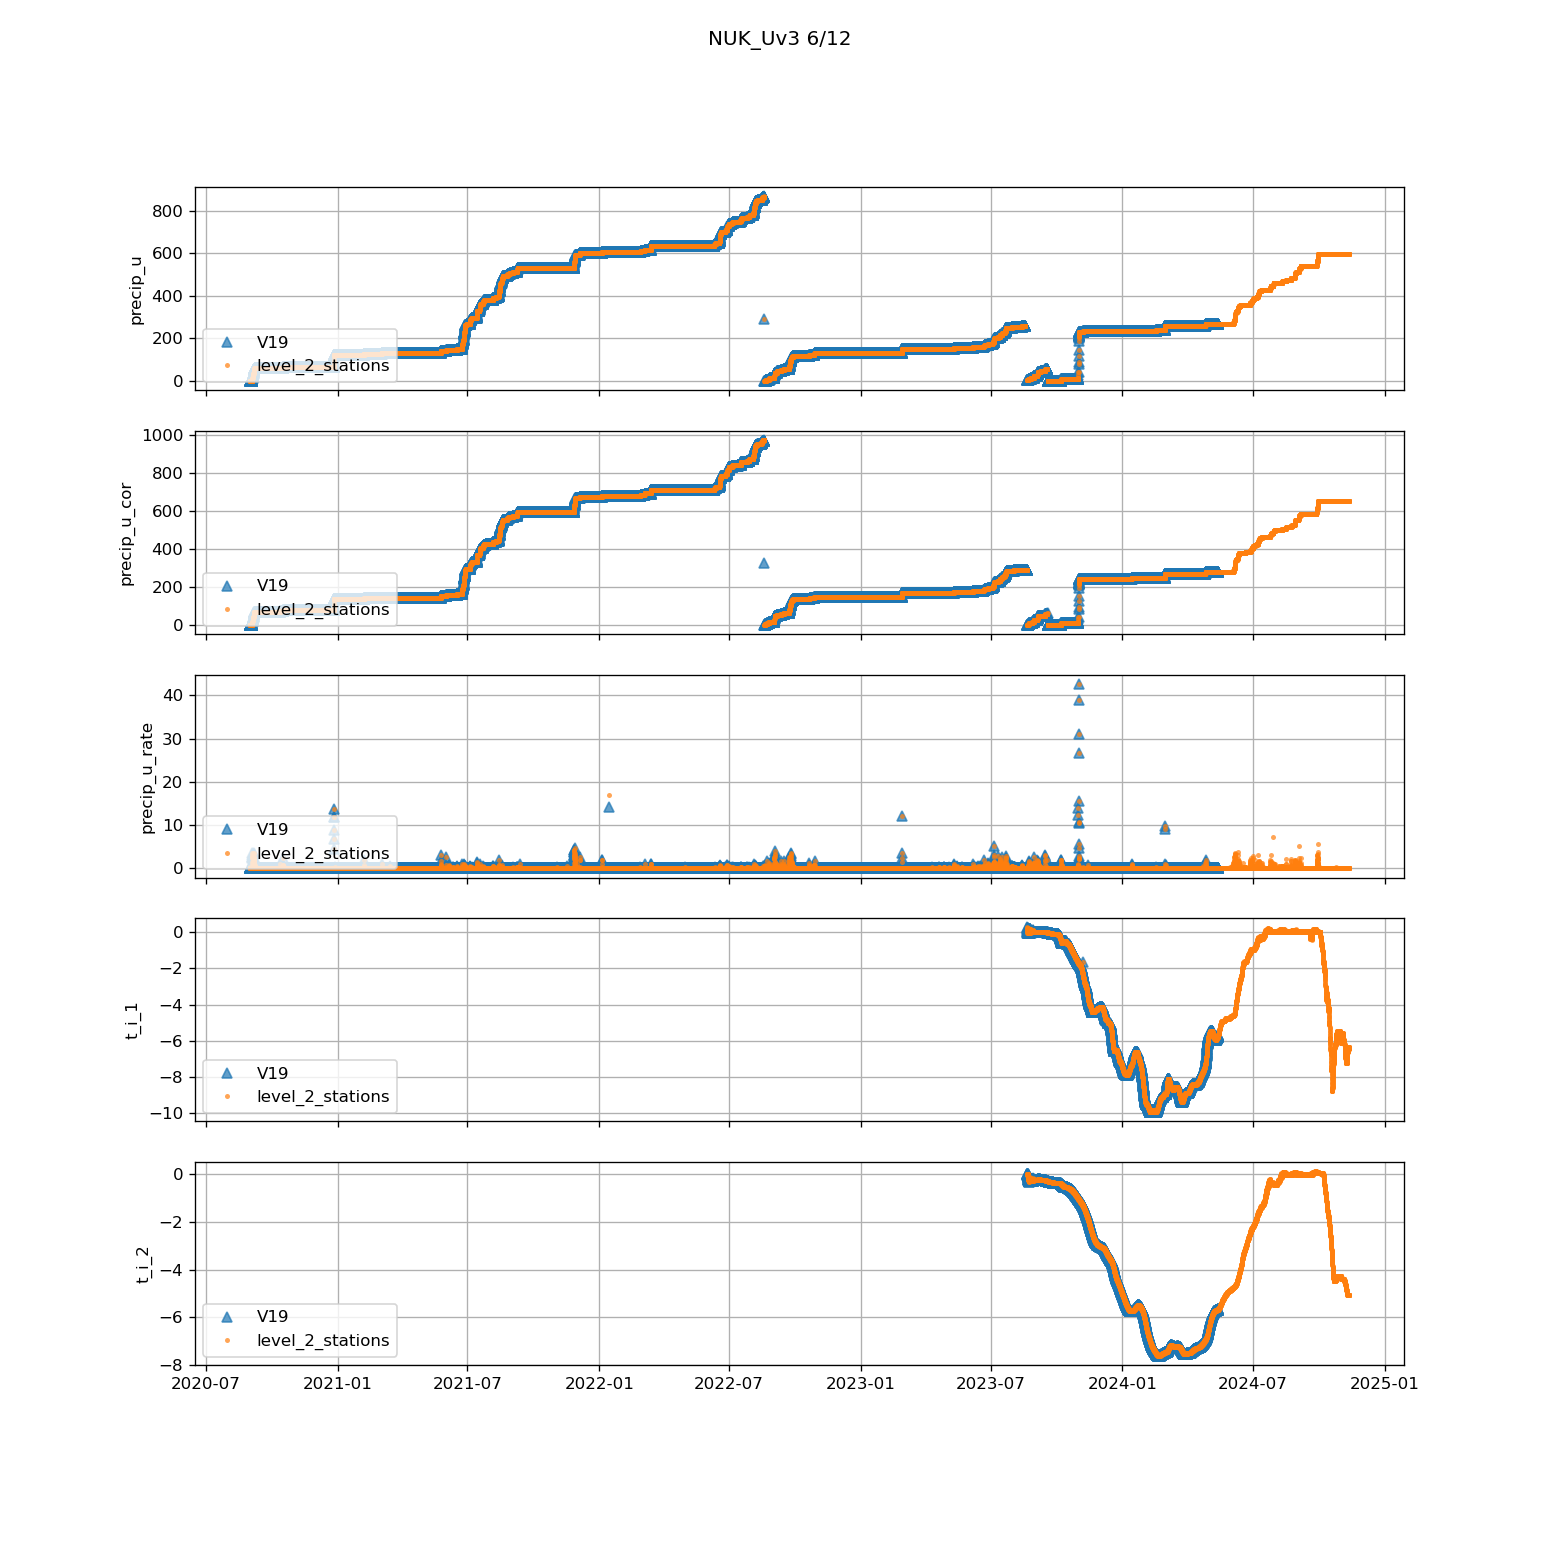 NUK_Uv3 6/12
800
600
400
200
0
precip_u
V19
level_2_stations
1000
800
600
400
200
0
precip_u_cor
V19
level_2_stations
40
30
20
10
0
precip_u_rate
V19
level_2_stations
0
−2
−4
−6
−8
−10
t_i_1
V19
level_2_stations
0
−2
−4
−6
−8
t_i_2
V19
level_2_stations
2020-07 2021-01 2021-07 2022-01 2022-07 2023-01 2023-07 2024-01 2024-07 2025-01